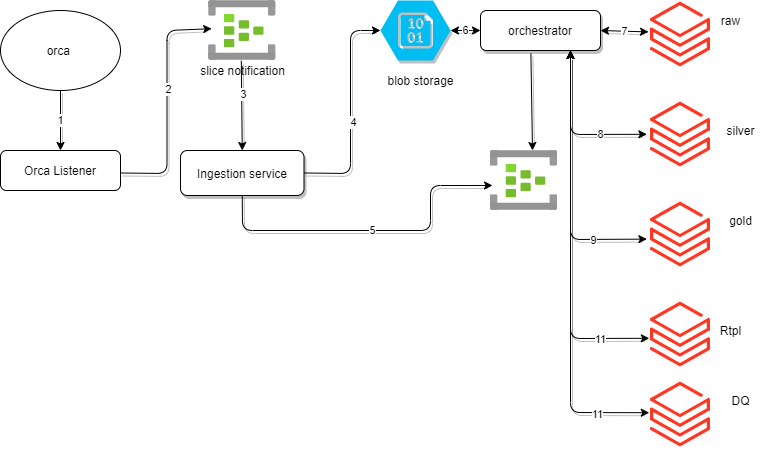 orca
1
Orca Listener
2
slice notification
3
Ingestion service
4
5
10
01
blob storage
6
orchestrator
7
raw
8
silver
9
gold
11
Rtpl
11
DQ